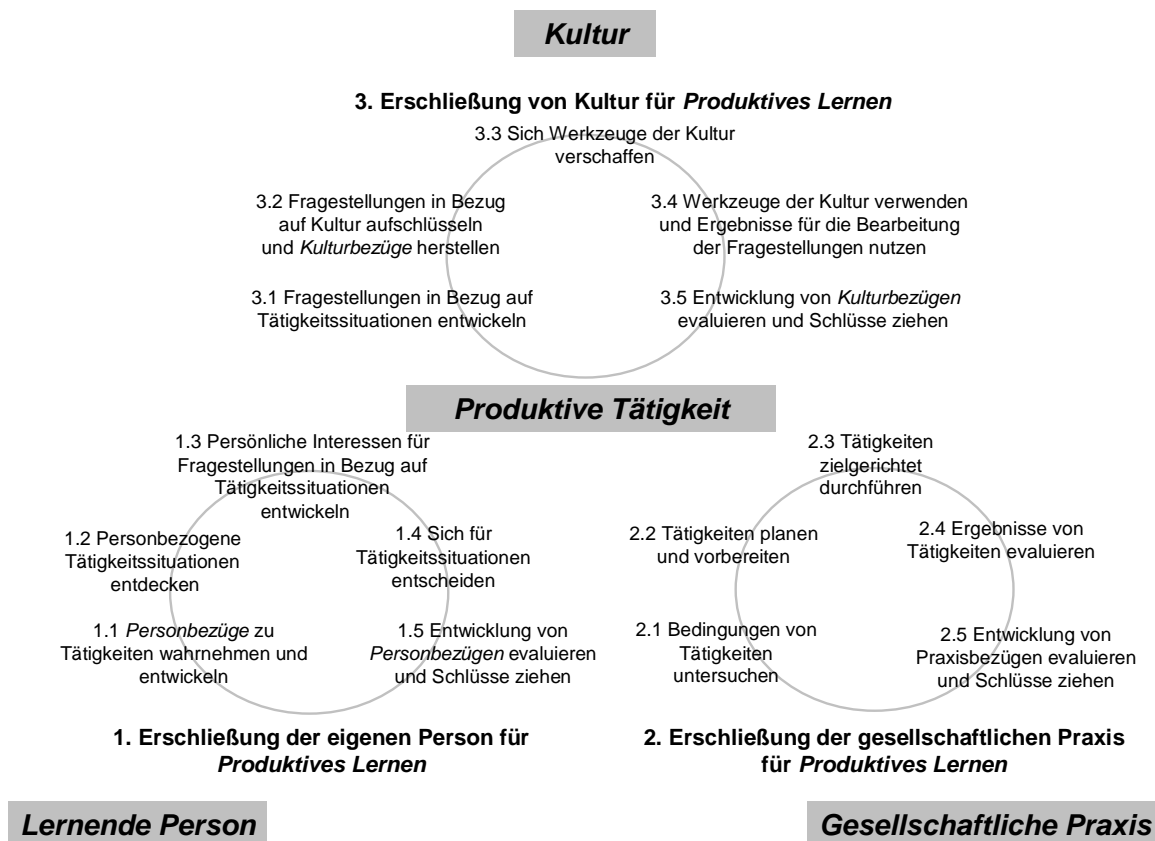 Kultur
3. Erschließung von Kultur für Produktives Lernen
3.3 Sich Werkzeuge der Kultur
verschaffen
3.2 Fragestellungen in Bezug
auf Kultur aufschlüsseln
und Kulturbezüge herstellen
3.4 Werkzeuge der Kultur verwenden
und Ergebnisse für die Bearbeitung
der Fragestellungen nutzen
3.1 Fragestellungen in Bezug auf
Tätigkeitssituationen entwickeln
3.5 Entwicklung von Kulturbezügen
evaluieren und Schlüsse ziehen
Produktive Tätigkeit
1.3 Persönliche Interessen für
Fragestellungen in Bezug auf
Tätigkeitssituationen
entwickeln
1.2 Personbezogene
Tätigkeitssituationen
entdecken
1.4 Sich für
Tätigkeitssituationen
entscheiden
1.1 Personbezüge zu
Tätigkeiten wahrnehmen und
entwickeln
1.5 Entwicklung von
Personbezügen evaluieren
und Schlüsse ziehen
1. Erschließung der eigenen Person für
Produktives Lernen
2.3 Tätigkeiten
zielgerichtet
durchführen
2.2 Tätigkeiten planen
und vorbereiten
2.4 Ergebnisse von
Tätigkeiten evaluieren
2.1 Bedingungen von
Tätigkeiten
untersuchen
2.5 Entwicklung von
Praxisbezügen evaluieren
und Schlüsse ziehen
2. Erschließung der gesellschaftlichen Praxis
für Produktives Lernen
Lernende Person
Gesellschaftliche Praxis